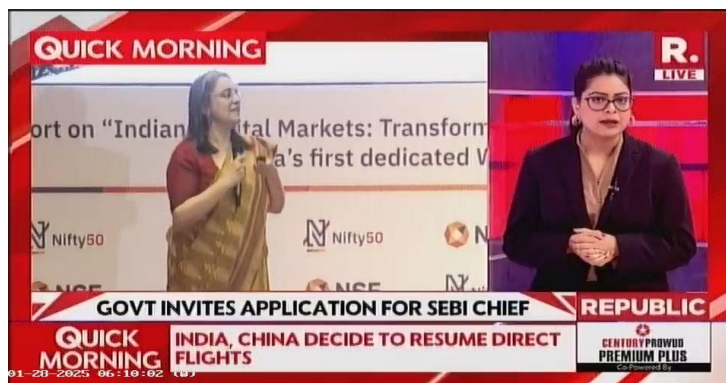 QUICK MORNING
R.
LIVE
ort on "Indian
ital Markets: Transform
a's first dedicated W
Nifty50
Nifty50
N
NSE
NSE
GOVT INVITES APPLICATION FOR SEBI CHIEF
REPUBLIC
QUICK
MORNING
INDIA, CHINA DECIDE TO RESUME DIRECT
FLIGHTS
CENTURYPROWUD
PREMIUM PLUS
Co-Powered By
01-28-2025 06:10:02